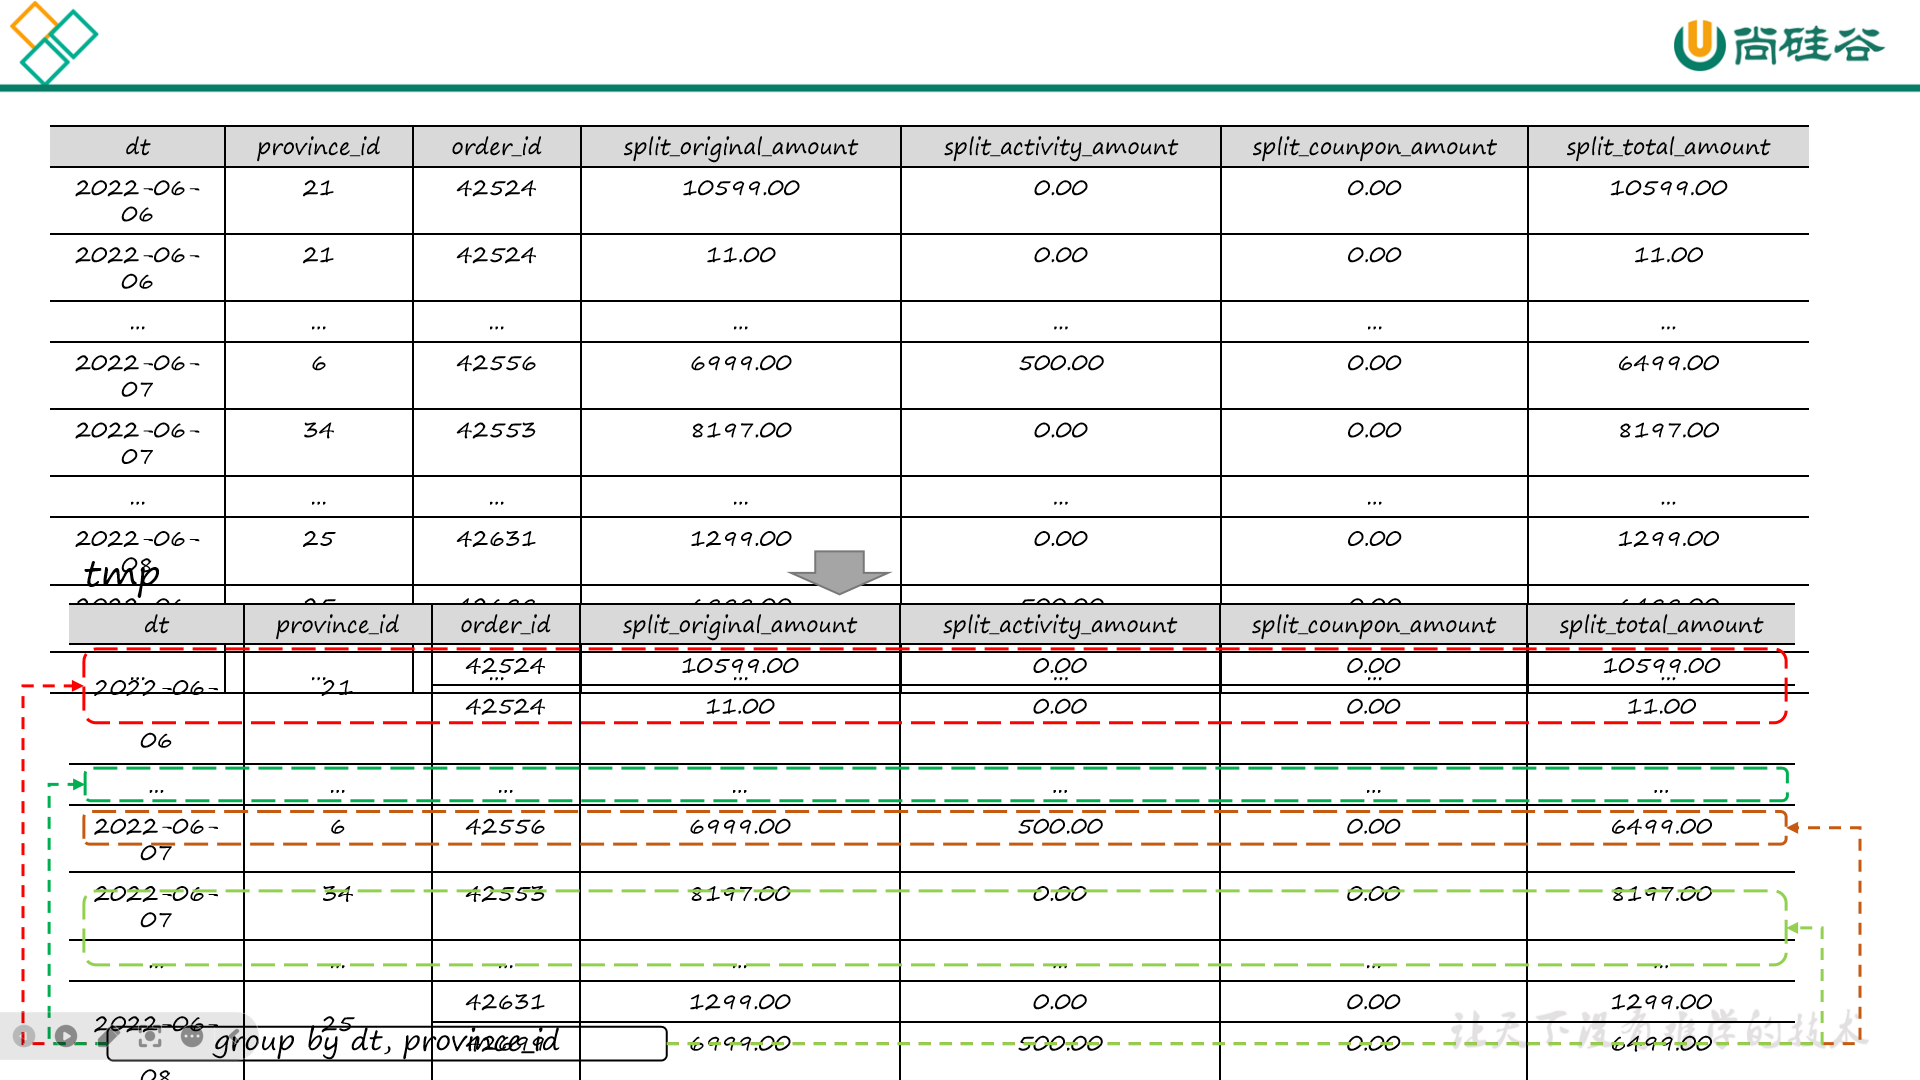 尚硅谷
dt province_id order_id split_original_amount split_activity_amount split_counpon_amount split_total_amount
2022-06-06 21 42524 10599.00 0.00 0.00 10599.00
2022-06-06 21 42524 11.00 0.00 0.00 11.00
... ... ... ... ... ... ...
2022-06-07 6 42556 6999.00 500.00 0.00 6499.00
2022-06-07 34 42553 8197.00 0.00 0.00 8197.00
... ... ... ... ... ... ...
2022-06-08 25 42631 1299.00 0.00 0.00 1299.00
tmp
dt province_id order_id split_original_amount split_activity_amount split_counpon_amount split_total_amount
2022-06-06 21 42524 10599.00 0.00 0.00 10599.00
42524 11.00 0.00 0.00 11.00
... ... ... ... ... ... ...
2022-06-07 6 42556 6999.00 500.00 0.00 6499.00
2022-06-07 34 42553 8197.00 0.00 0.00 8197.00
... ... ... ... ... ... ...
2022-06-08 25 42631 1299.00 0.00 0.00 1299.00
6999.00 500.00 0.00 6499.00
group by dt, province_id
让天下没有难学的技术